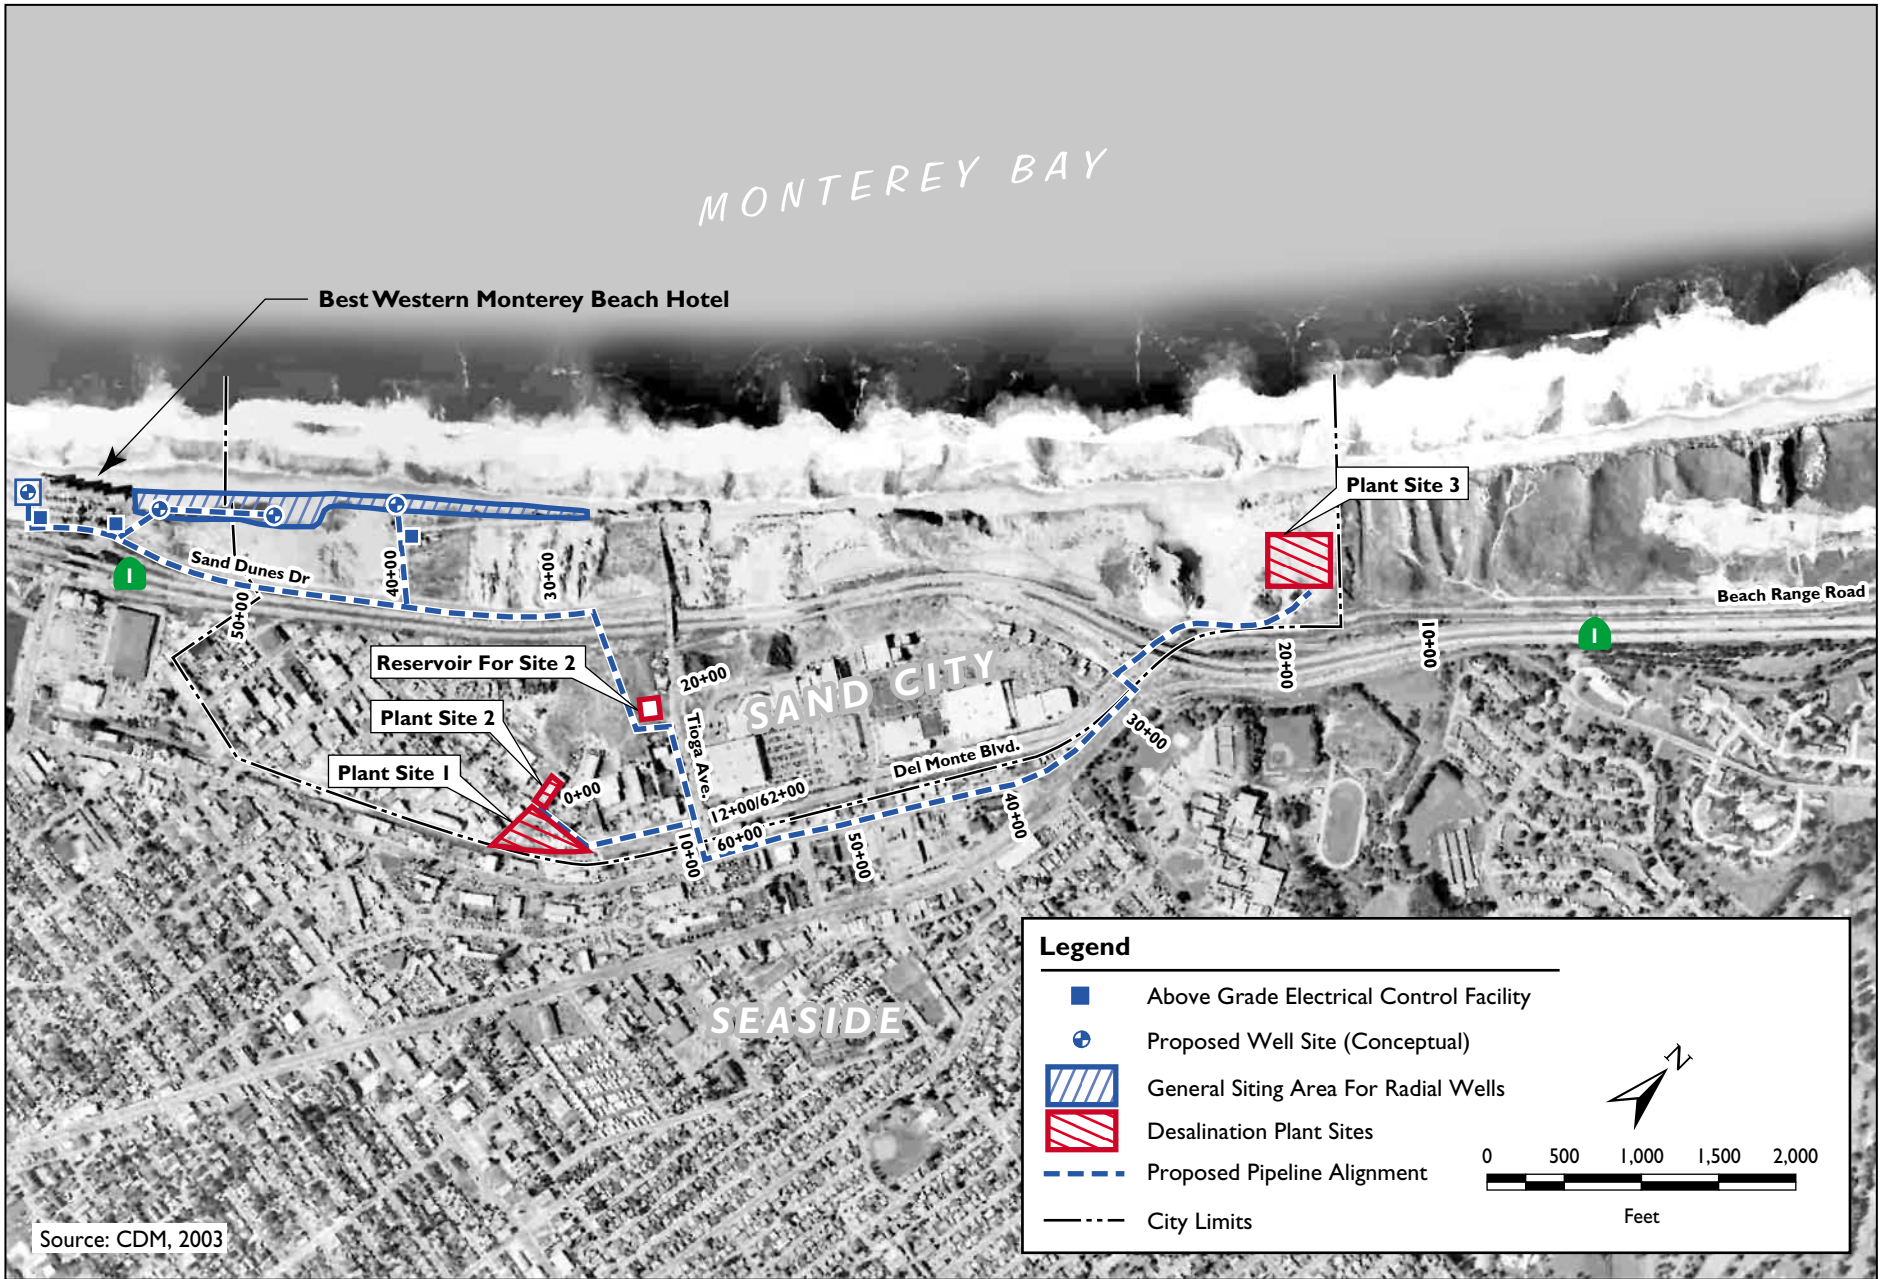 MONTEREY BAY
Best Western Monterey Beach Hotel
Plant Site 3
Sand Dunes Dr
40+00
30+00
1
50+00
Beach Range Road
1
10+00
20+00
Reservoir For Site 2
20+00
SAND CITY
Plant Site 2
Tioga Ave.
30+00
Del Monte Blvd.
Plant Site 1
0+00
12+00/62+00
60+00
10+00
50+00
40+00
SEASIDE
Legend
Above Grade Electrical Control Facility
Proposed Well Site (Conceptual)
General Siting Area For Radial Wells
Desalination Plant Sites
Proposed Pipeline Alignment
City Limits
N
0 500 1,000 1,500 2,000
Feet
Source: CDM, 2003